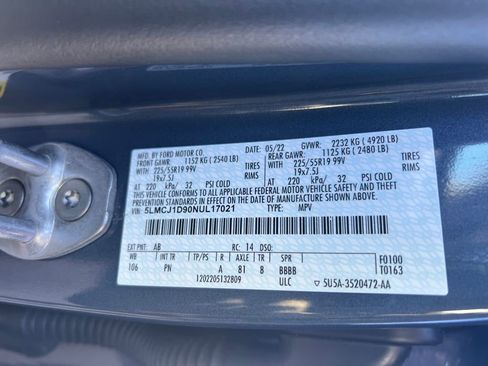 MFD. BY FORD MOTOR CO.
DATE: 05/22 GVWR: 2232 KG ( 4920 LB)
FRONT GAWR: 1152 KG ( 2540 LB) REAR GAWR: 1125 KG ( 2480 LB)
WITH 225/55R19 99V TIRES WITH 225/55R19 99V TIRES
19x7.5J RIMS 19x7.5J RIMS
AT 220 kPa/ 32 PSI COLD AT 220 kPa/ 32 PSI COLD
THIS VEHICLE CONFORMS TO ALL APPLICABLE FEDERAL MOTOR VEHICLE SAFETY AND THEFT
PREVENTION STANDARDS IN EFFECT ON THE DATE OF MANUFACTURE SHOWN ABOVE.
VIN: 5LMCJ1D90NUL17021 TYPE: MPV
EXT PNT: AB RC: 14 DSO:
WB INT TR TP/PS R AXLE TR SPR
106 PN A 81 8 BBBB F0100
T0163
1202205132809 ULC ▽ 5U5A-3520472-AA